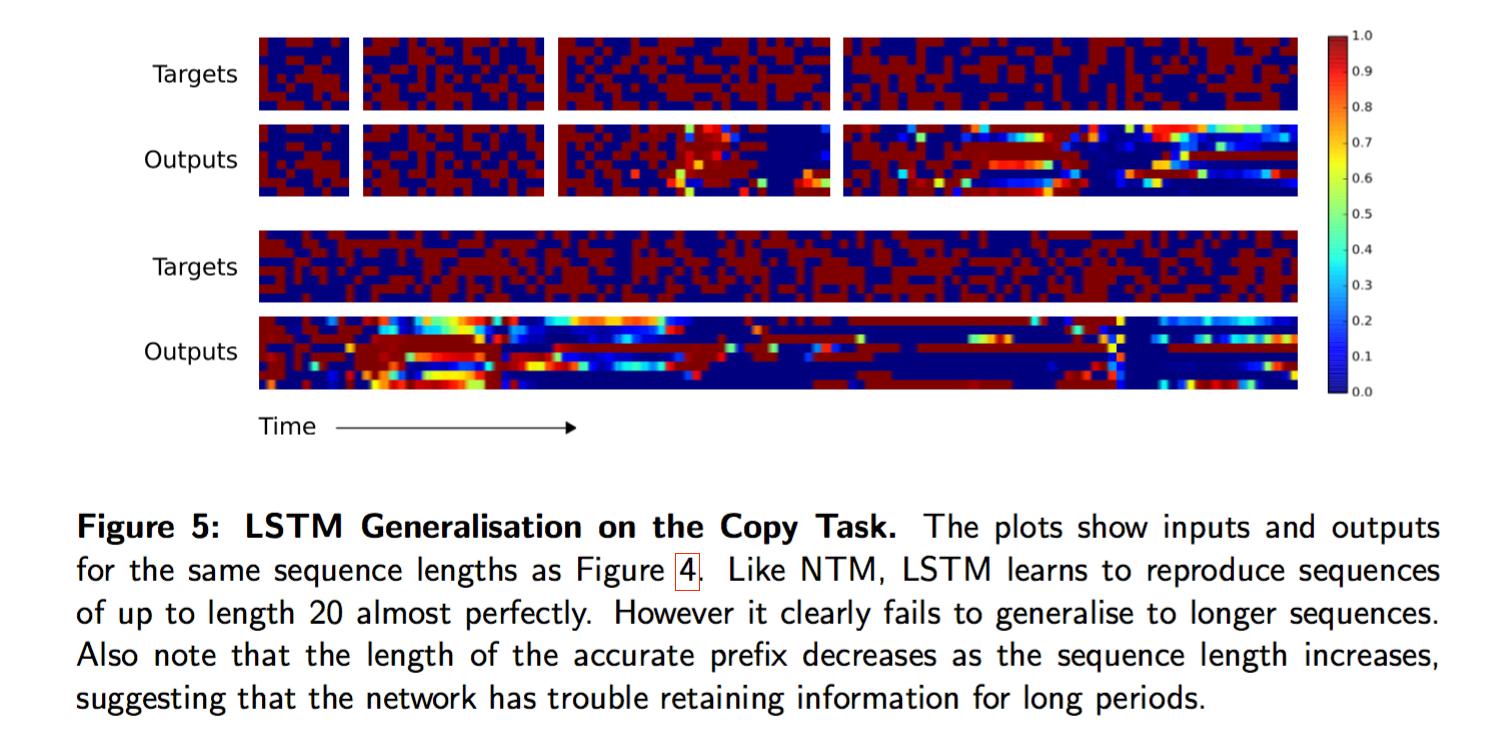 Targets
Outputs
Targets
Outputs
Time
1.0
0.9
0.8
0.7
0.6
0.5
0.4
0.3
0.2
0.1
0.0
Figure 5: LSTM Generalisation on the Copy Task. The plots show inputs and outputs
for the same sequence lengths as Figure 4. Like NTM, LSTM learns to reproduce sequences
of up to length 20 almost perfectly. However it clearly fails to generalise to longer sequences.
Also note that the length of the accurate prefix decreases as the sequence length increases,
suggesting that the network has trouble retaining information for long periods.